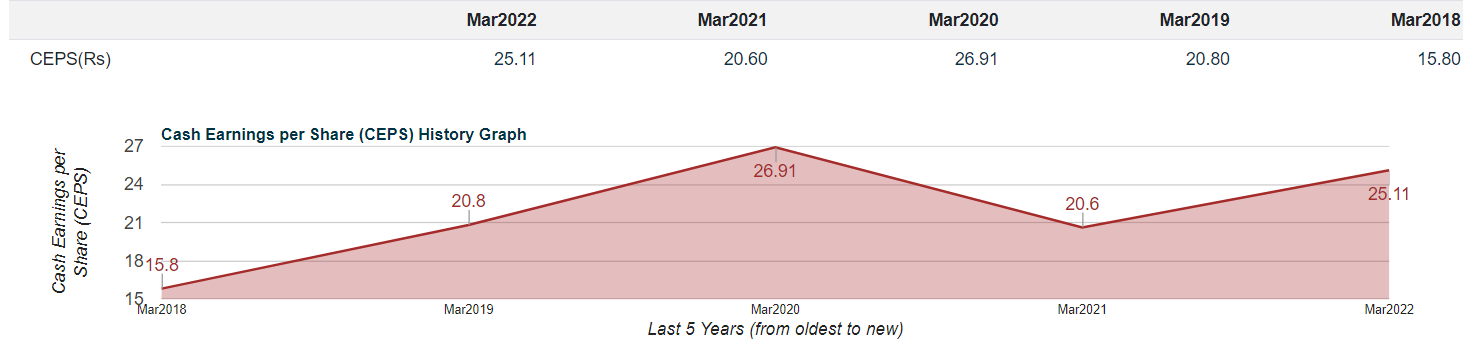 Mar2022 Mar2021 Mar2020 Mar2019 Mar2018
CEPS(Rs) 25.11 20.60 26.91 20.80 15.80
Cash Earnings per Share (CEPS) History Graph
Cash Earnings per
Share (CEPS)
27
24
21
18
15
15.8
20.8
26.91
20.6
25.11
Mar2018 Mar2019 Mar2020 Mar2021 Mar2022
Last 5 Years (from oldest to new)